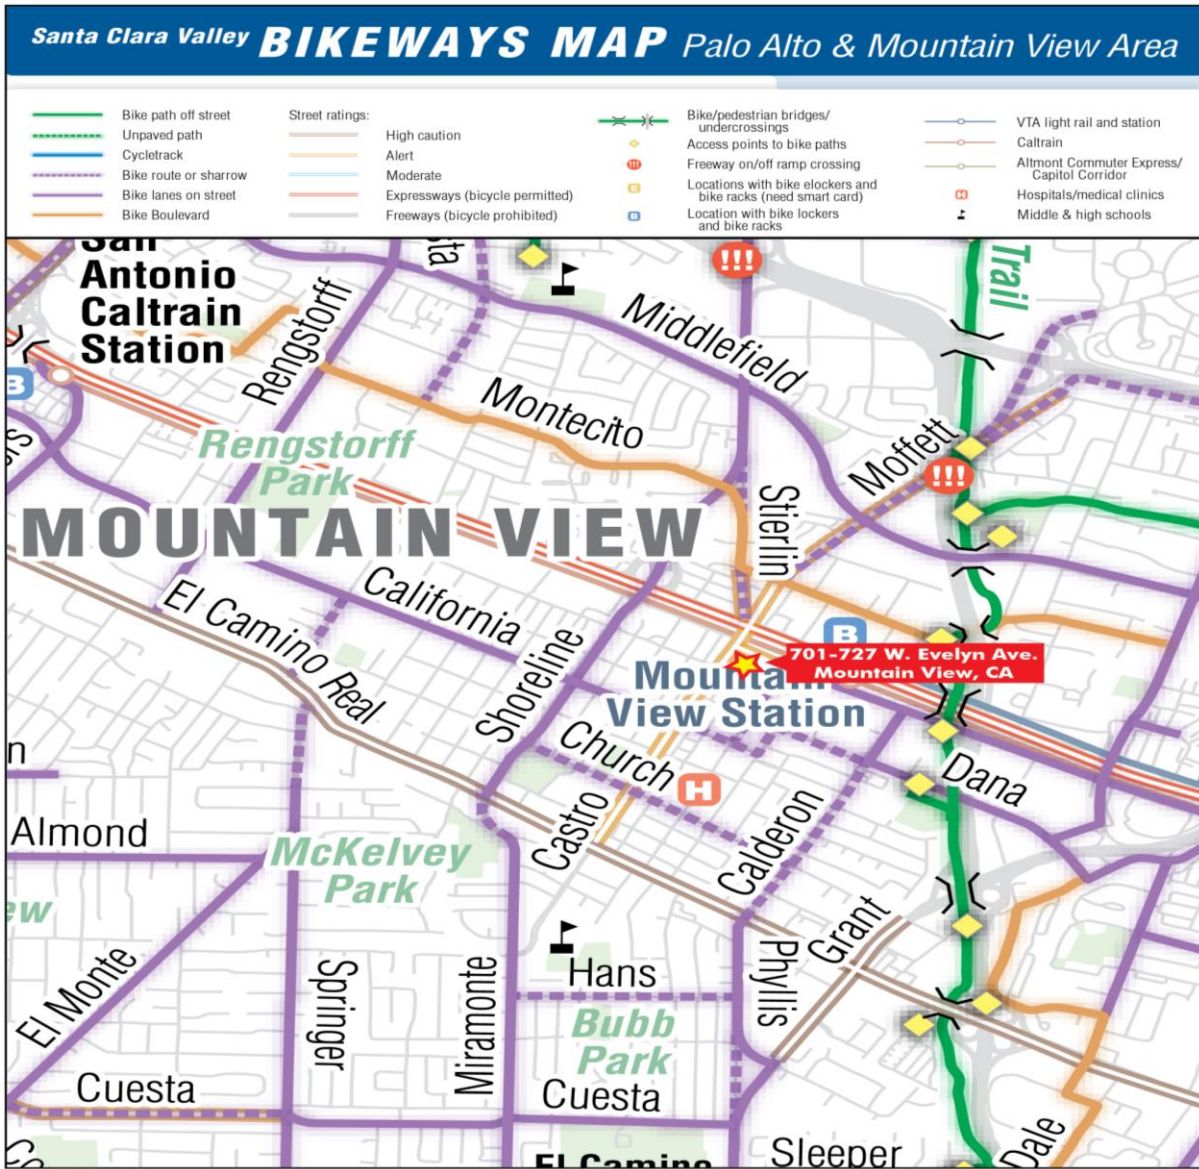 Santa Clara Valley BIKEWAYS MAP Palo Alto & Mountain View Area
Bike path off street
Unpaved path
Cycletrack
Bike route or sharrow
Bike lanes on street
Bike Boulevard
Street ratings:
High caution
Alert
Moderate
Expressways (bicycle permitted)
Freeways (bicycle prohibited)
Bike/pedestrian bridges/
undercrossings
Access points to bike paths
!!!
Freeway on/off ramp crossing
E
Locations with bike elockers and
bike racks (need smart card)
B
Location with bike lockers
and bike racks
VTA light rail and station
Caltrain
Altmont Commuter Express/
Capitol Corridor
H
Hospitals/medical clinics
Middle & high schools
San
Antonio
Caltrain
Station
sta
!!!
Trail
Rengstorff
Middlefield
B
Montecito
Moffett
!!!
Rengstorff
Park
Stierlin
MOUNTAIN VIEW
El Camino Real
California
Shoreline
B
701-727 W. Evelyn Ave.
Mountain View, CA
Mountain
View Station
Church
H
Dana
n
Castro
Calderon
Almond
McKelvey
Park
ew
Grant
El Monte
Springer
Miramonte
Hans
Phyllis
Bubb
Park
Cuesta
Cuesta
Sleeper
Dale
El Camino